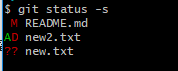 $ git status -s
 M README.md
AD new2.txt
?? new.txt